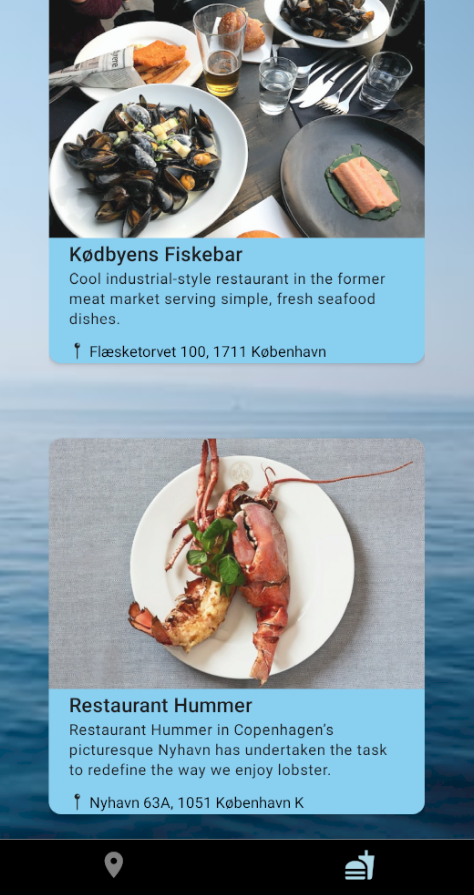 Kødbyens Fiskebar
Cool industrial-style restaurant in the former
meat market serving simple, fresh seafood
dishes.
Flæsketorvet 100, 1711 København
Restaurant Hummer
Restaurant Hummer in Copenhagen's
picturesque Nyhavn has undertaken the task
to redefine the way we enjoy lobster.
Nyhavn 63A, 1051 København K